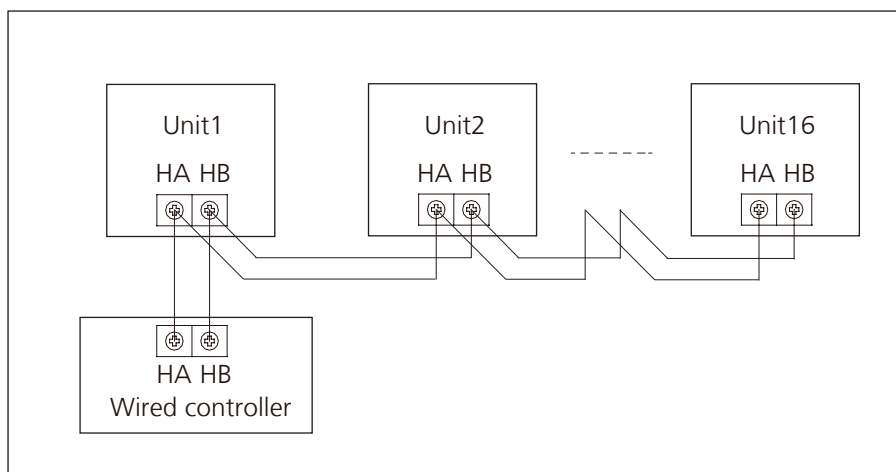 Unit1
HA HB
Unit2
HA HB
Unit16
HA HB
HA HB
Wired controller